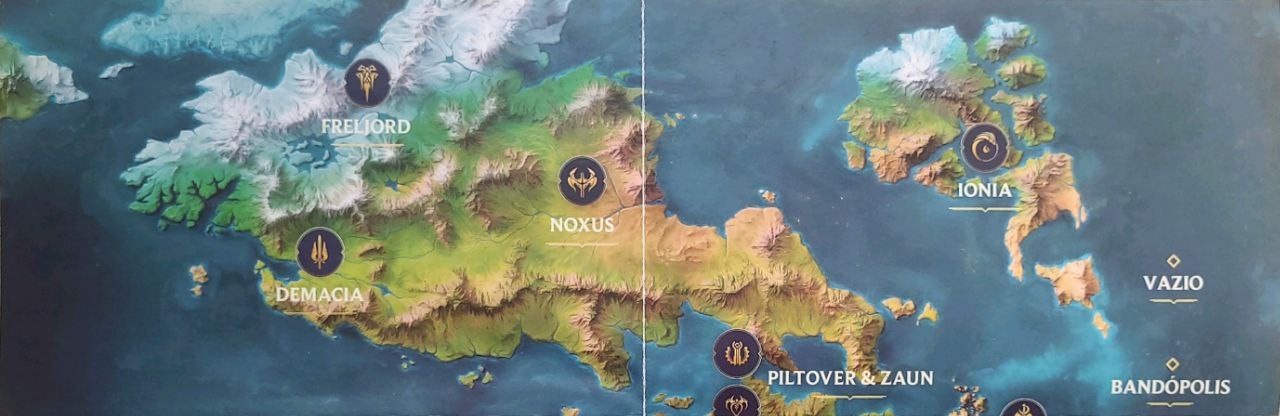 FRELJORD
NOXUS
IONIA
DEMACIA
VAZIO
PILTOVER & ZAUN
BANDÓPOLIS